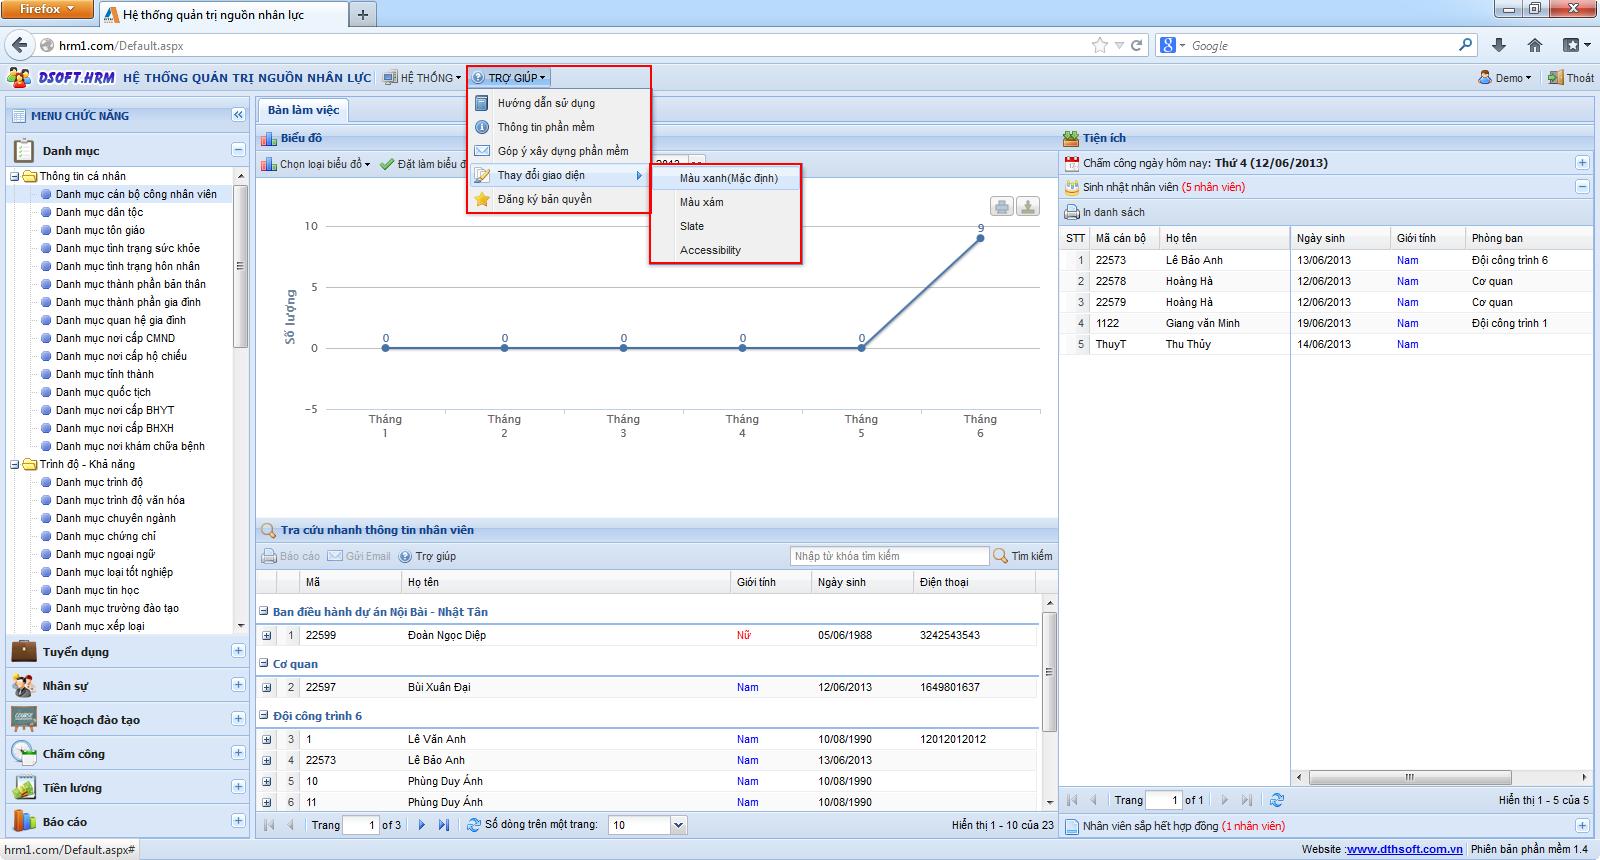 Firefox
Hệ thống quản trị nguồn nhân lực
hrm1.com/Default.aspx
Google
DSOFT.HRM HỆ THỐNG QUẢN TRỊ NGUỒN NHÂN LỰC
HỆ THỐNG
TRỢ GIÚP
Demo
Thoát
MENU CHỨC NĂNG
Danh mục
Thông tin cá nhân
Danh mục cán bộ công nhân viên
Danh mục dân tộc
Danh mục tôn giáo
Danh mục tình trạng sức khỏe
Danh mục tình trạng hôn nhân
Danh mục thành phần bản thân
Danh mục thành phần gia đình
Danh mục quan hệ gia đình
Danh mục nơi cấp CMND
Danh mục nơi cấp hộ chiếu
Danh mục tỉnh thành
Danh mục quốc tịch
Danh mục nơi cấp BHYT
Danh mục nơi cấp BHXH
Danh mục nơi khám chữa bệnh
Trình độ - Khả năng
Danh mục trình độ
Danh mục trình độ văn hóa
Danh mục chuyên ngành
Danh mục chứng chỉ
Danh mục ngoại ngữ
Danh mục loại tốt nghiệp
Danh mục tin học
Danh mục trường đào tạo
Danh mục xếp loại
Tuyển dụng
Nhân sự
Kế hoạch đào tạo
Chấm công
Tiền lương
Báo cáo
Bàn làm việc
Biểu đồ
Chọn loại biểu đồ
Đặt làm biểu đ
Hướng dẫn sử dụng
Thông tin phần mềm
Góp ý xây dựng phần mềm
Thay đổi giao diện
Đăng ký bản quyền
Màu xanh(Mặc định)
Màu xám
Slate
Accessibility
Số lượng
10
5
0
-5
0
0
0
0
0
9
Tháng 1
Tháng 2
Tháng 3
Tháng 4
Tháng 5
Tháng 6
Tra cứu nhanh thông tin nhân viên
Báo cáo
Gửi Email
Trợ giúp
Nhập từ khóa tìm kiếm
Tìm kiếm
Mã Họ tên Giới tính Ngày sinh Điện thoại
Ban điều hành dự án Nội Bài - Nhật Tân
1 22599 Đoàn Ngọc Diệp Nữ 05/06/1988 3242543543
Cơ quan
2 22597 Bùi Xuân Đại Nam 12/06/2013 1649801637
Đội công trình 6
3 1 Lê Văn Anh Nam 10/08/1990 12012012012
4 22573 Lê Bảo Anh Nam 13/06/2013
5 10 Phùng Duy Ánh Nam 10/08/1990
6 11 Phùng Duy Ánh Nam 10/08/1990
Trang 1 of 3
Số dòng trên một trang: 10
Hiển thị 1 - 10 của 23
Tiện ích
Chấm công ngày hôm nay: Thứ 4 (12/06/2013)
Sinh nhật nhân viên (5 nhân viên)
In danh sách
STT Mã cán bộ Họ tên Ngày sinh Giới tính Phòng ban
1 22573 Lê Bảo Anh 13/06/2013 Nam Đội công trình 6
2 22578 Hoàng Hà 12/06/2013 Nam Cơ quan
3 22579 Hoàng Hà 12/06/2013 Nam Cơ quan
4 1122 Giang văn Minh 19/06/2013 Nam Đội công trình 1
5 ThuyT Thu Thủy 14/06/2013 Nam
Trang 1 of 1
Hiển thị 1 - 5 của 5
Nhân viên sắp hết hợp đồng (1 nhân viên)
hrm1.com/Default.aspx#
Website :www.dthsoft.com.vn
Phiên bản phần mềm 1.4